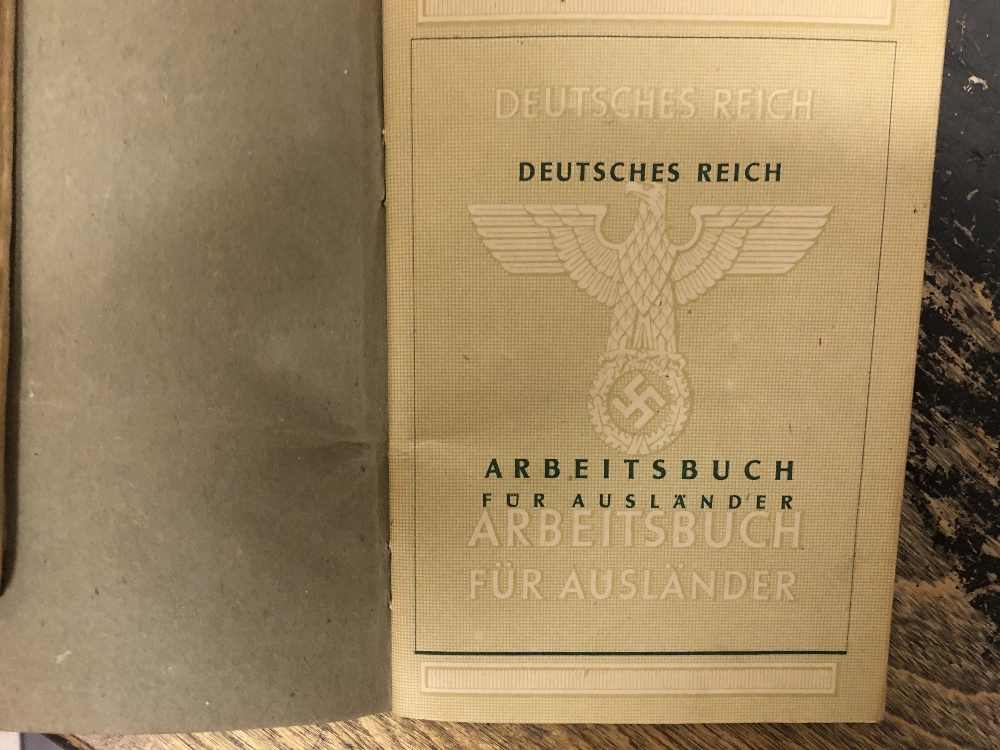 DEUTSCHES REICH
DEUTSCHES REICH
ARBEITSBUCH
FÜR AUSLÄNDER
ARBEITSBUCH
FÜR AUSLÄNDER